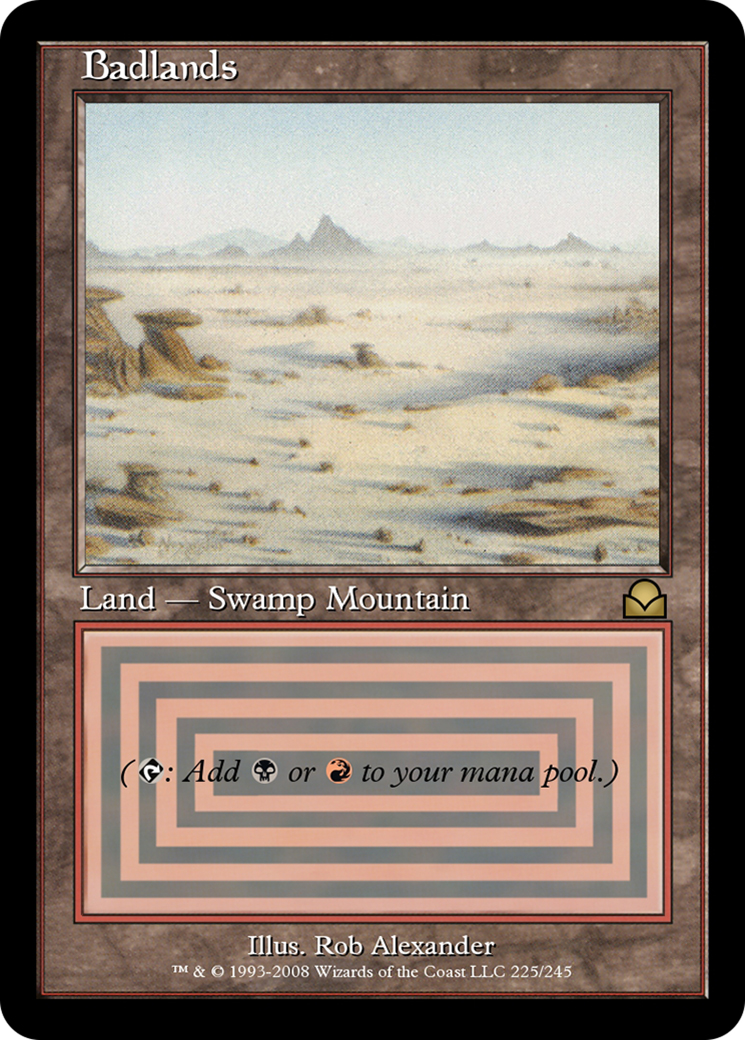 Badlands
Land — Swamp Mountain
(: Add or to your mana pool.)
Illus. Rob Alexander
™ & © 1993-2008 Wizards of the Coast LLC 225/245